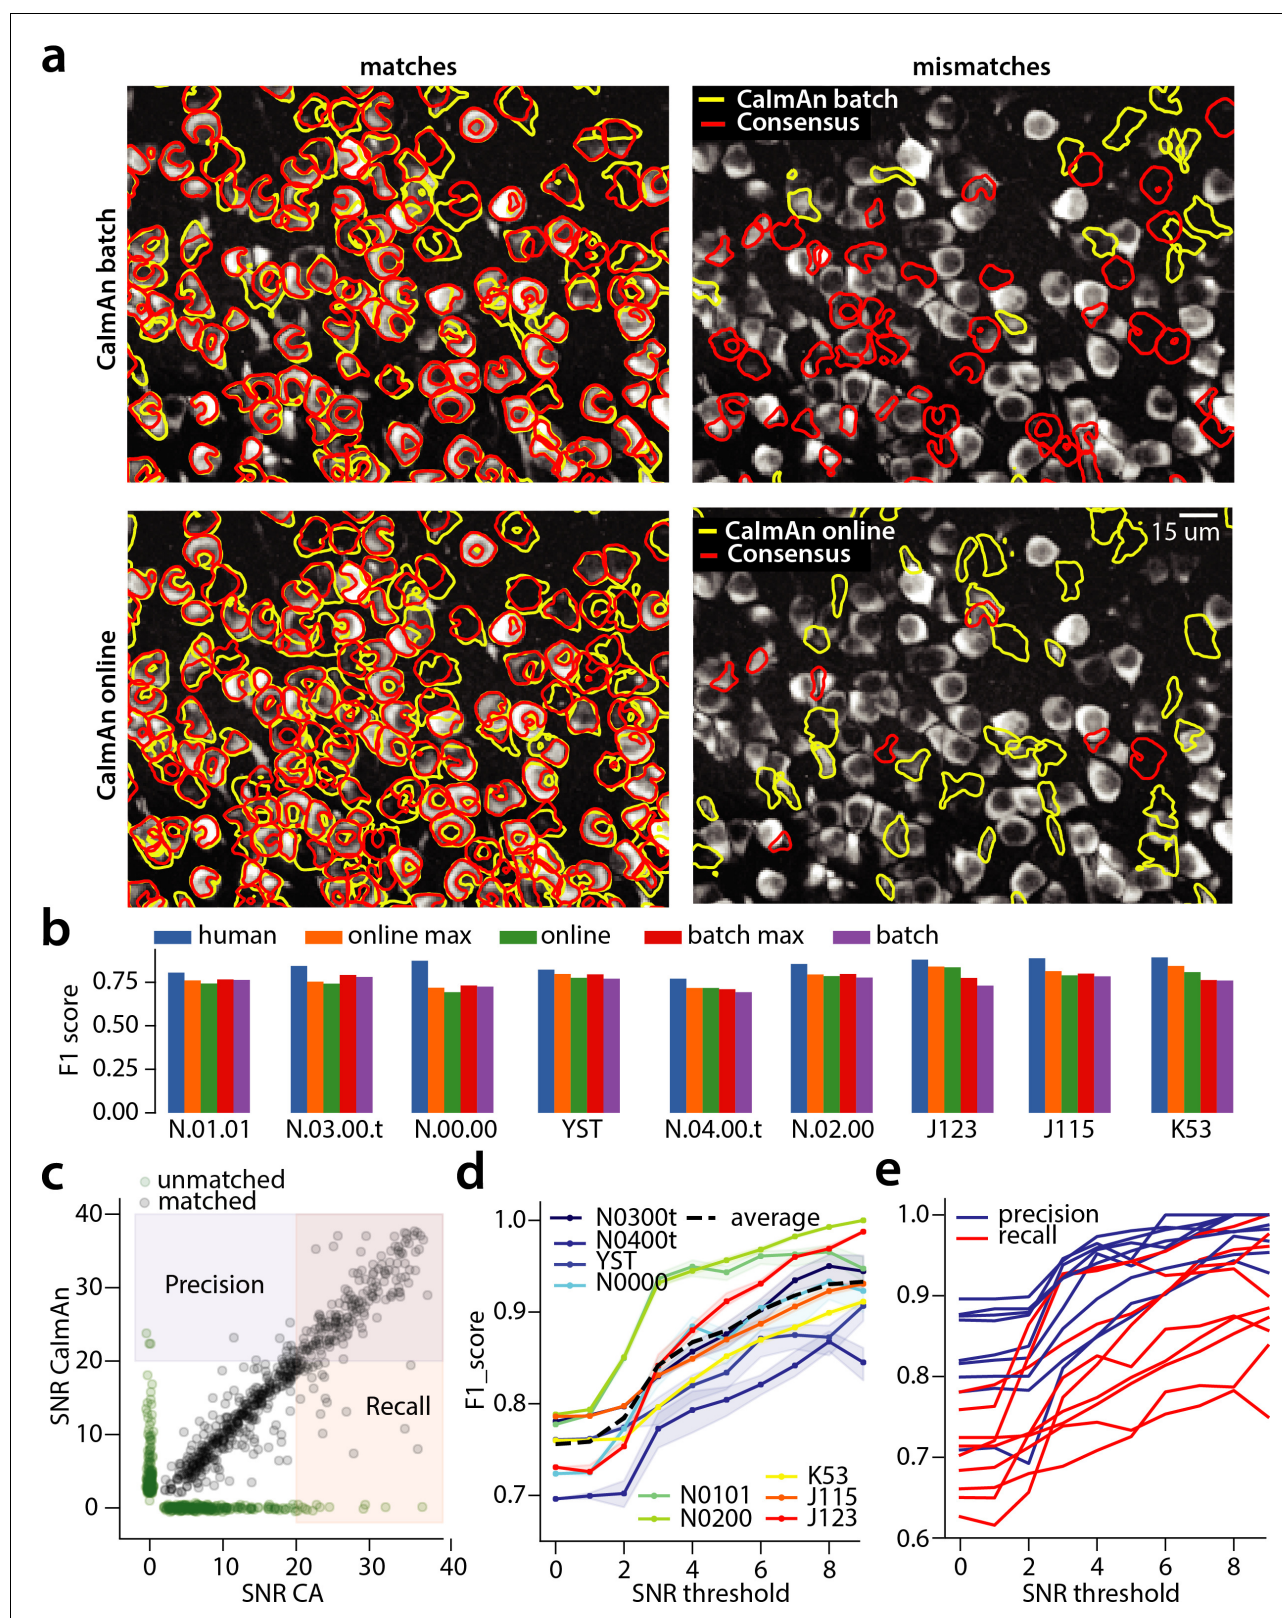 a
matches
mismatches
CaImAn batch
CaImAn batch
Consensus
CaImAn online
CaImAn online
Consensus
15 um
b
human
online max
online
batch max
batch
F1 score
0.75
0.50
0.25
0.00
N.01.01
N.03.00.t
N.00.00
YST
N.04.00.t
N.02.00
J123
J115
K53
c
unmatched
matched
SNR CaImAn
40
30
20
10
0
Precision
Recall
0
10
20
30
40
SNR CA
d
N0300t
N0400t
YST
N0000
average
F1_score
1.0
0.9
0.8
0.7
N0101
N0200
K53
J115
J123
0
2
4
6
8
SNR threshold
e
precision
recall
1.0
0.9
0.8
0.7
0.6
0
2
4
6
8
SNR threshold